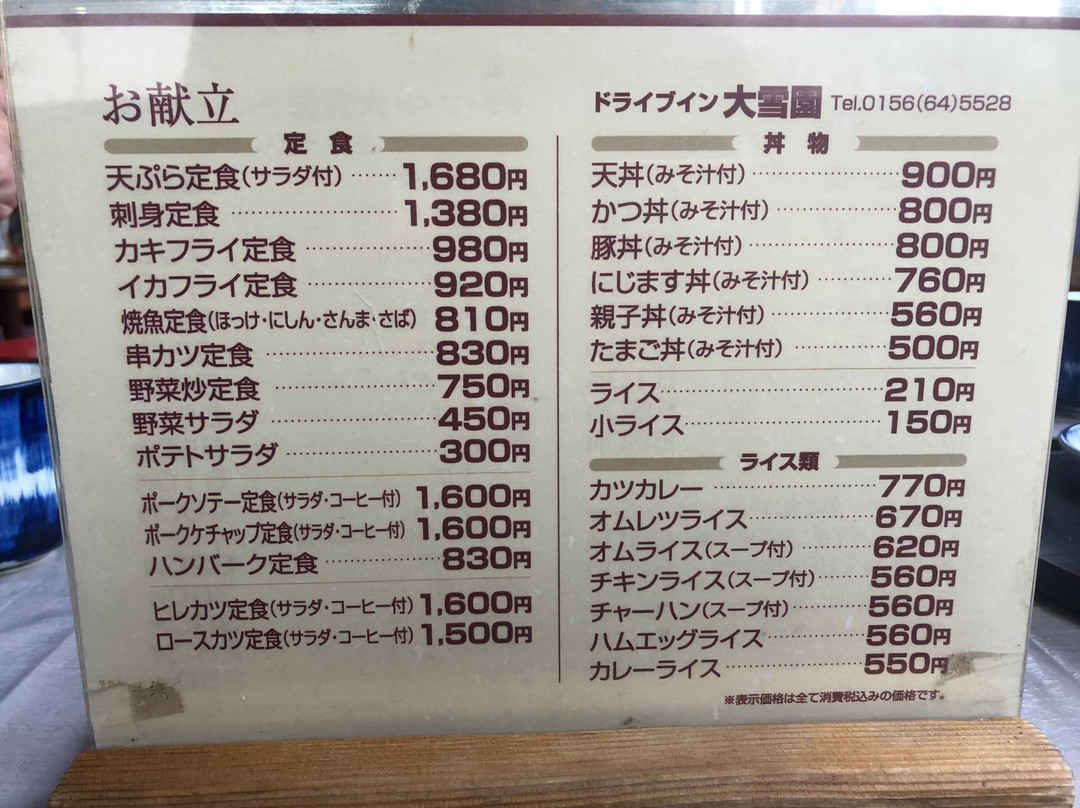 お献立
定食
天ぷら定食(サラダ付)……1,680円
刺身定食……1,380円
カキフライ定食……980円
イカフライ定食……920円
焼魚定食(ほっけ・にしん・さんま・さば) 810円
串カツ定食……830円
野菜炒定食……750円
野菜サラダ……450円
ポテトサラダ……300円
ポークソテー定食(サラダ・コーヒー付) 1,600円
ポークケチャップ定食(サラダ・コーヒー付) 1,600円
ハンバーク定食……830円
ヒレカツ定食(サラダ・コーヒー付) 1,600円
ロースカツ定食(サラダ・コーヒー付) 1,500円
ドライブイン 大雪園 Tel.0156(64)5528
丼物
天丼(みそ汁付)……900円
かつ丼(みそ汁付)……800円
豚丼(みそ汁付)……800円
にじます丼(みそ汁付)……760円
親子丼(みそ汁付)……560円
たまご丼(みそ汁付)……500円
ライス……210円
小ライス……150円
ライス類
カツカレー……770円
オムレツライス……670円
オムライス(スープ付)……620円
チキンライス(スープ付)……560円
チャーハン(スープ付)……560円
ハムエッグライス……560円
カレーライス……550円
※表示価格は全て消費税込みの価格です。